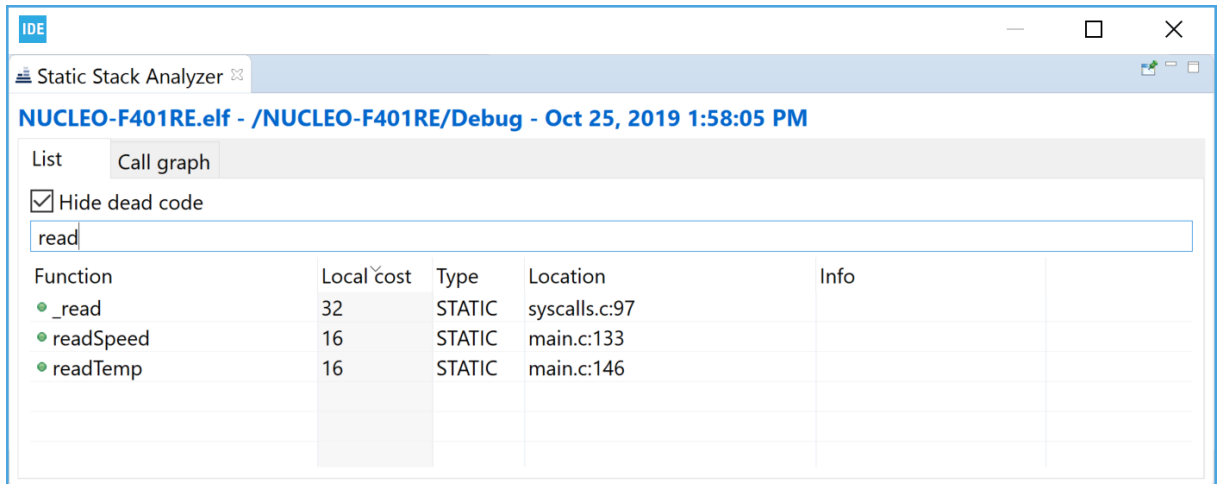 IDE
Static Stack Analyzer
NUCLEO-F401RE.elf - /NUCLEO-F401RE/Debug - Oct 25, 2019 1:58:05 PM
List Call graph
Hide dead code
read
Function Local cost Type Location Info
_read 32 STATIC syscalls.c:97
readSpeed 16 STATIC main.c:133
readTemp 16 STATIC main.c:146